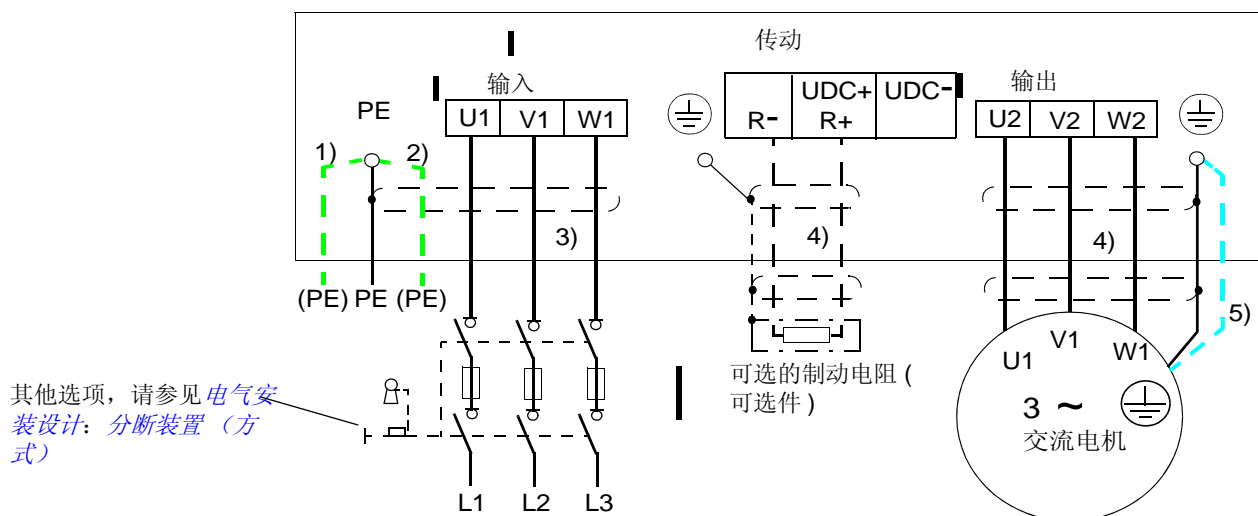 传动
输入
输出
PE
U1 V1 W1
R-
UDC+
R+
UDC-
U2 V2 W2
1)
2)
3)
4)
4)
5)
(PE) PE (PE)
U1
V1
W1
3 ~
交流电机
可选的制动电阻 (
可选件 )
其他选项，请参见电气安
装设计：分断装置 （方
式）
L1 L2 L3